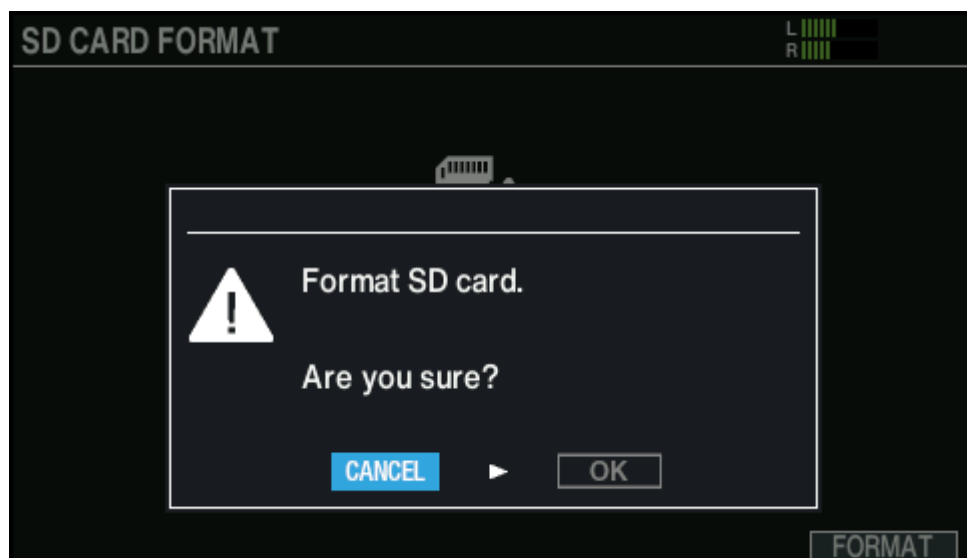 SD CARD FORMAT
L
R
Format SD card.
Are you sure?
CANCEL ► OK
FORMAT